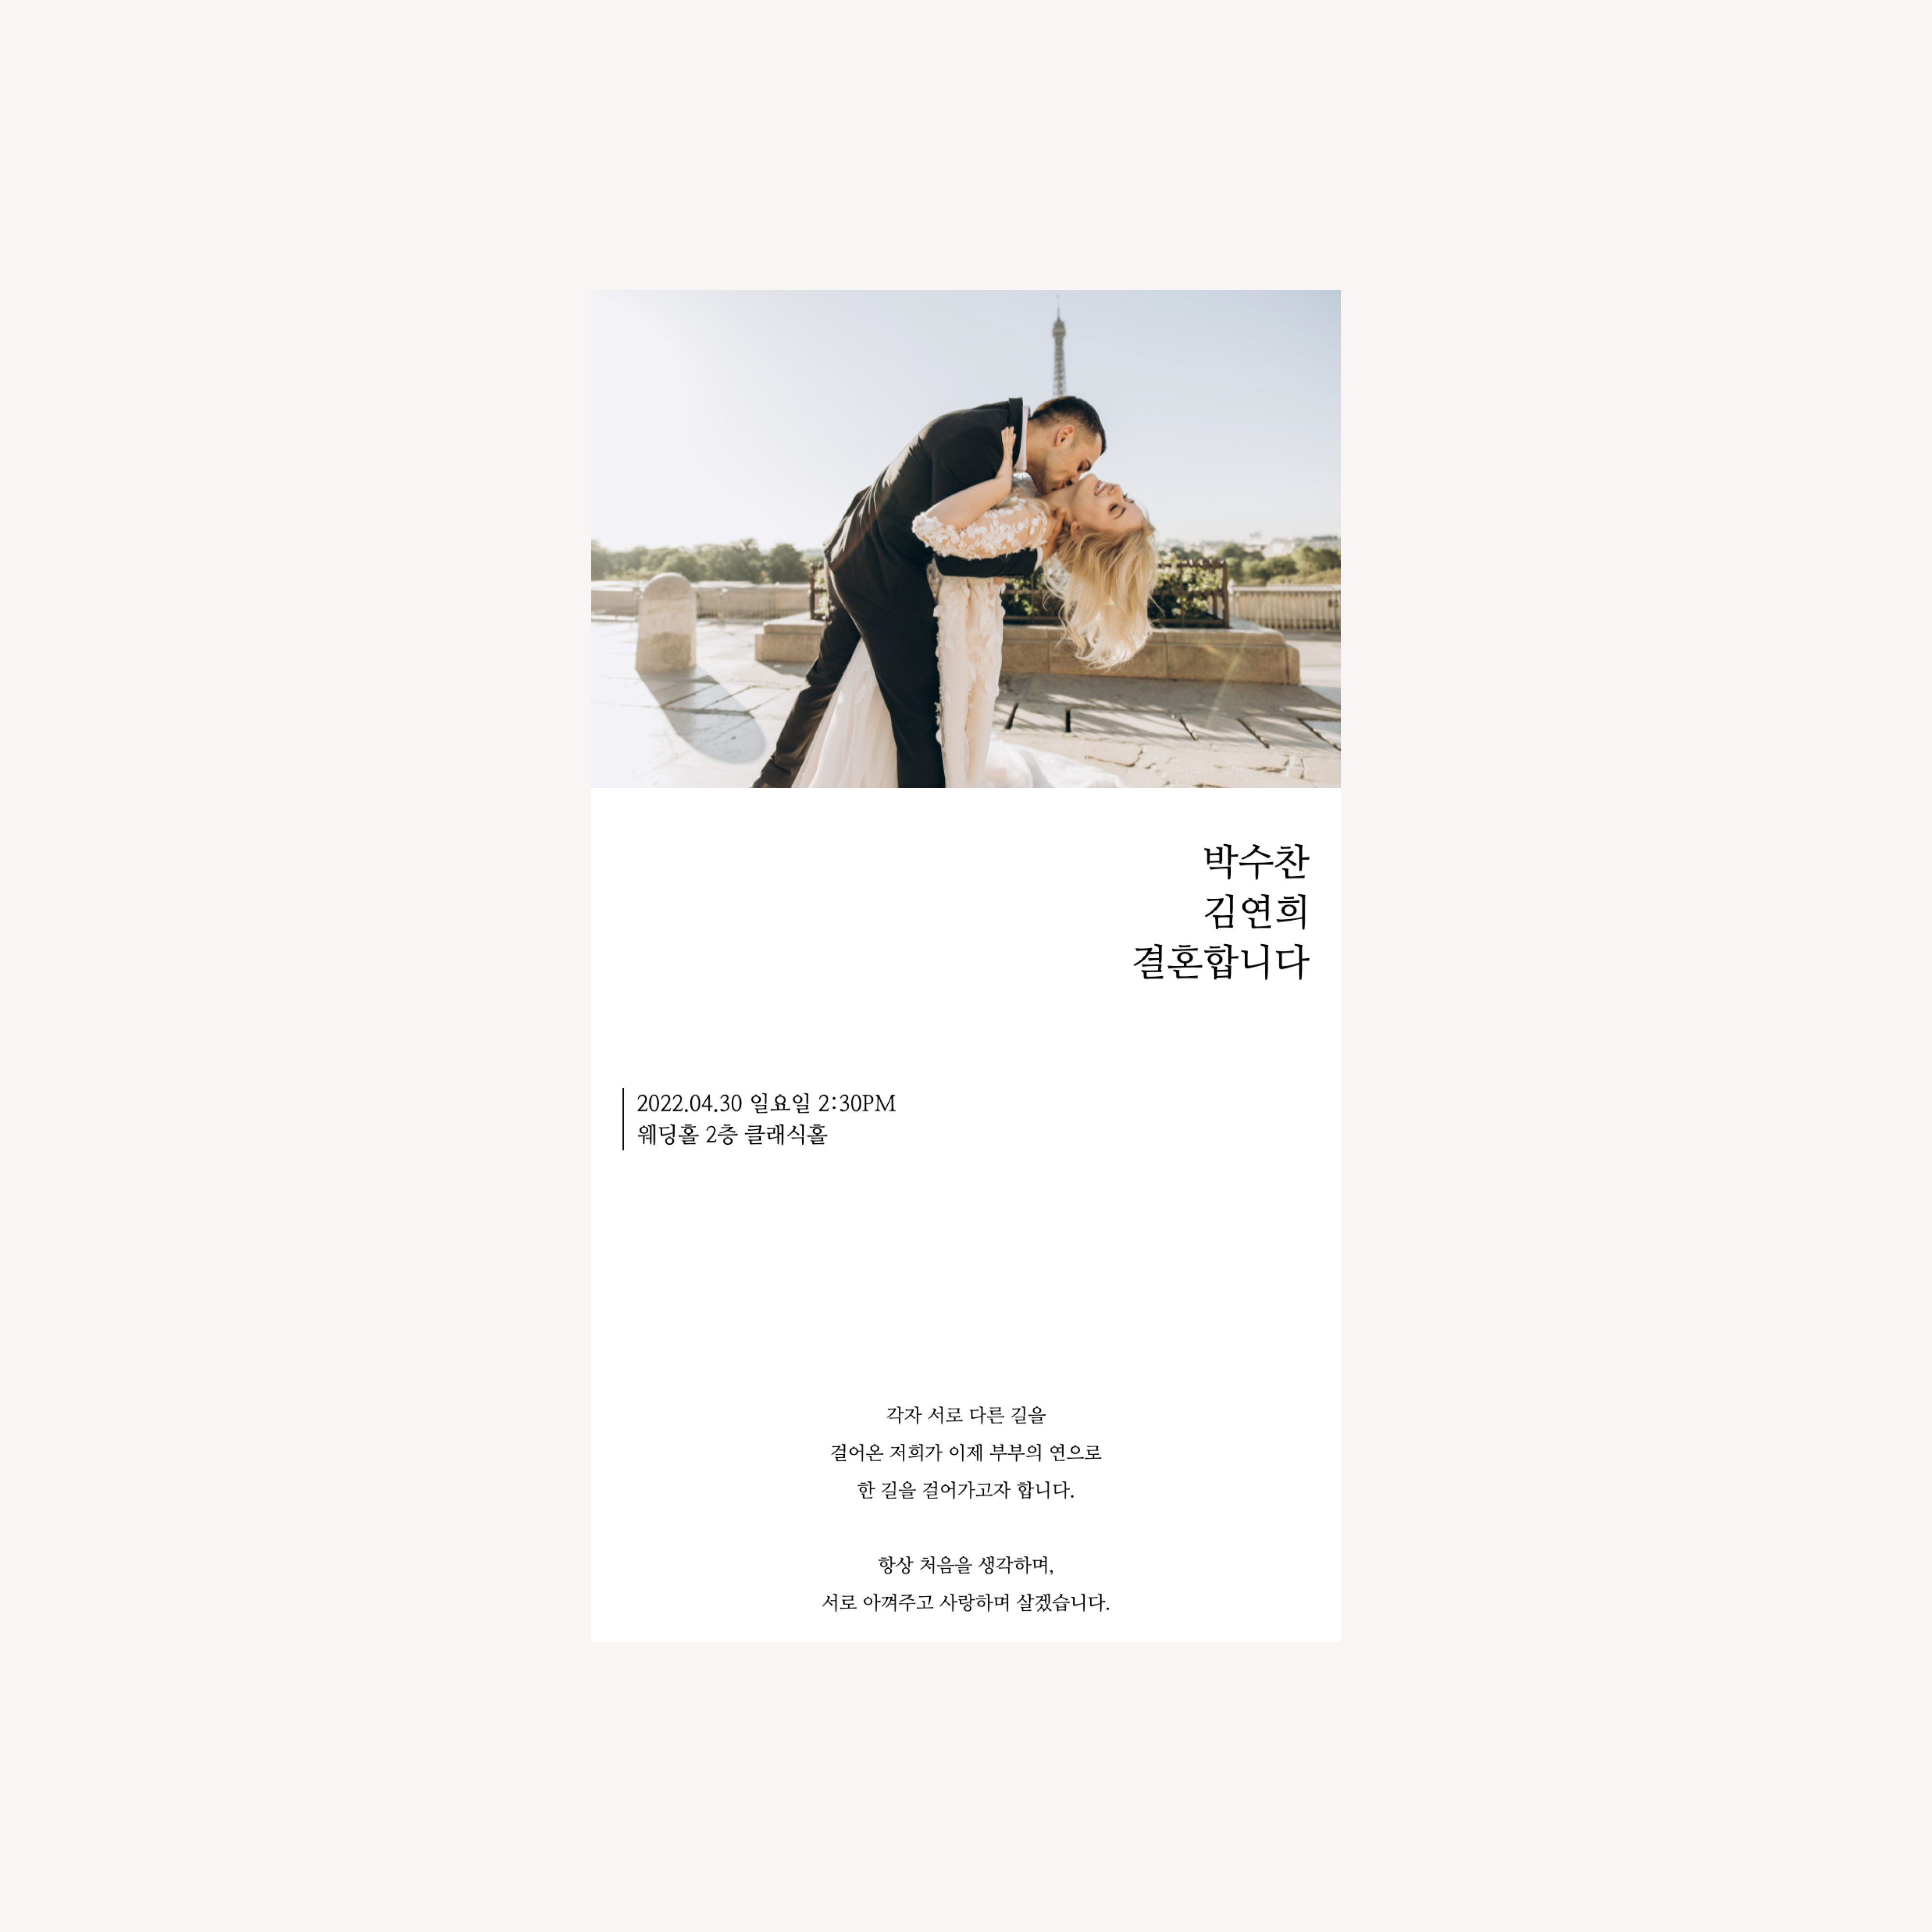 박수찬
김연희
결혼합니다
2022.04.30 일요일 2:30PM
웨딩홀 2층 클래식홀
각자 서로 다른 길을
걸어온 저희가 이제 부부의 연으로
한 길을 걸어가고자 합니다.
항상 처음을 생각하며,
서로 아껴주고 사랑하며 살겠습니다.